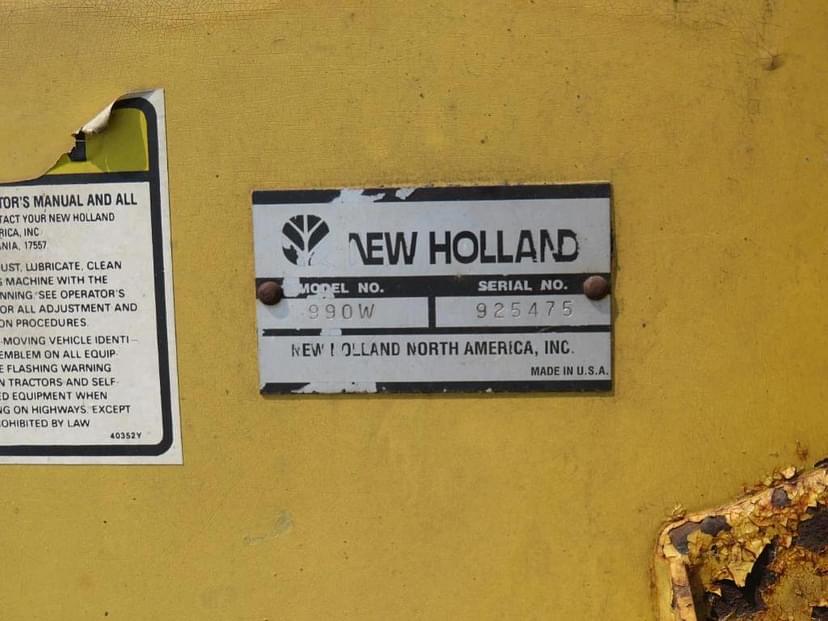 TOR'S MANUAL AND ALL
TACT YOUR NEW HOLLAND
RICA, INC
NIA, 17557
UST, LUBRICATE, CLEAN
G MACHINE WITH THE
NNING. SEE OPERATOR'S
OR ALL ADJUSTMENT AND
ON PROCEDURES
-MOVING VEHICLE IDENTI-
EMBLEM ON ALL EQUIP-
E FLASHING WARNING
N TRACTORS AND SELF-
ED EQUIPMENT WHEN
NG ON HIGHWAYS, EXCEPT
OHIBITED BY LAW
40352Y
NEW HOLLAND
MODEL NO. SERIAL NO.
990W 925475
NEW HOLLAND NORTH AMERICA, INC.
MADE IN U.S.A.